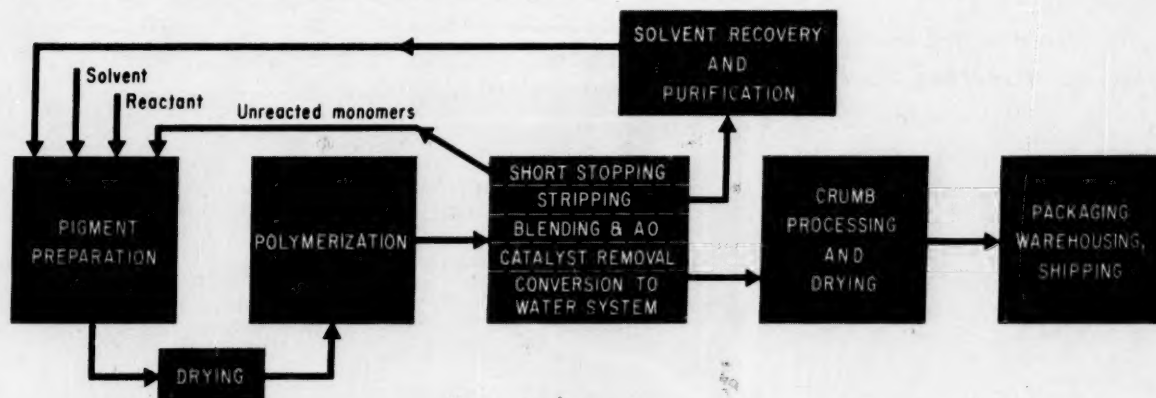 SOLVENT RECOVERY
AND
PURIFICATION
Solvent
Reactant
Unreacted monomers
PIGMENT
PREPARATION
DRYING
POLYMERIZATION
SHORT STOPPING
STRIPPING
BLENDING & AO
CATALYST REMOVAL
CONVERSION TO
WATER SYSTEM
CRUMB
PROCESSING
AND
DRYING
PACKAGING
WAREHOUSING,
SHIPPING